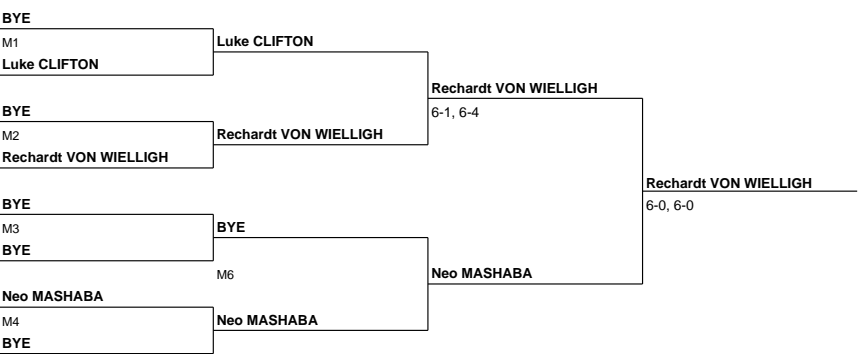 BYE
M1
Luke CLIFTON
Luke CLIFTON
BYE
M2
Rechardt VON WIELLIGH
Rechardt VON WIELLIGH
Rechardt VON WIELLIGH
6-1, 6-4
BYE
M3
BYE
BYE
M6
Neo MASHABA
M4
BYE
Neo MASHABA
Neo MASHABA
Rechardt VON WIELLIGH
6-0, 6-0